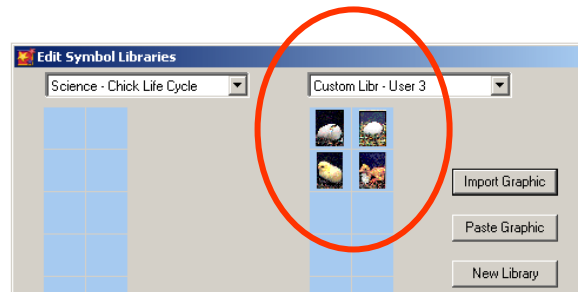 Edit Symbol Libraries
Science - Chick Life Cycle
Custom Libr - User 3
Import Graphic
Paste Graphic
New Library